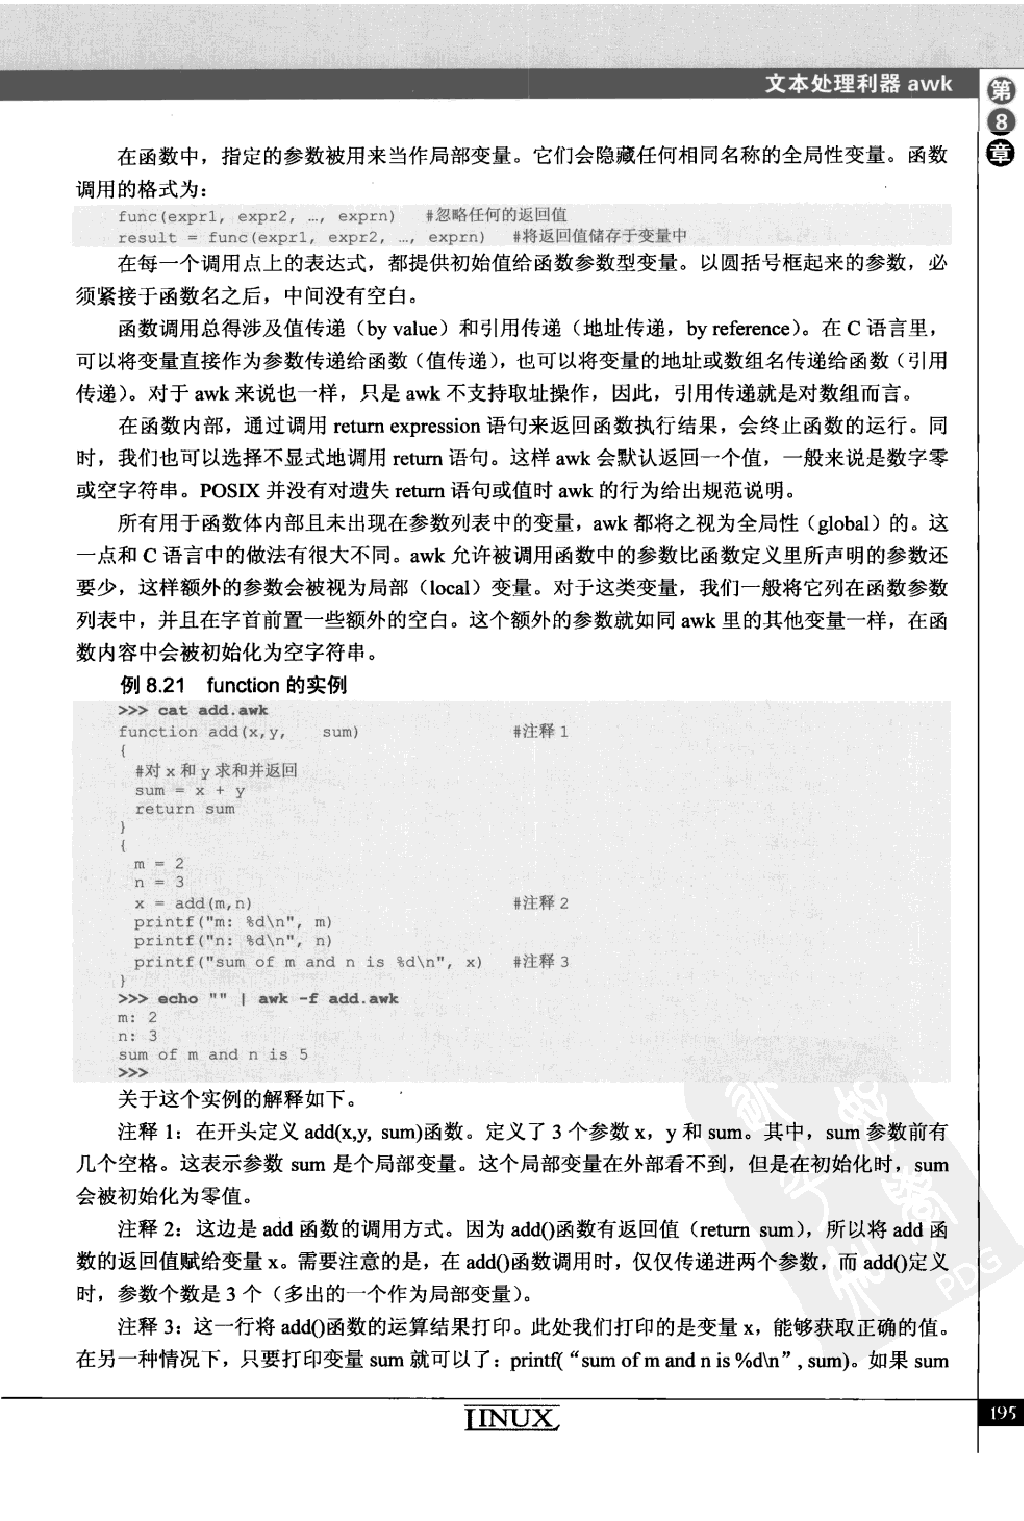 文本处理利器 awk
第
8
章
在函数中，指定的参数被用来当作局部变量。它们会隐藏任何相同名称的全局性变量。函数
调用的格式为：
func(expr1, expr2, …, exprn) #忽略任何的返回值
result = func(expr1, expr2, …, exprn) #将返回值储存于变量中
在每一个调用点上的表达式，都提供初始值给函数参数型变量。以圆括号框起来的参数，必
须紧接于函数名之后，中间没有空白。
函数调用总得涉及值传递（by value）和引用传递（地址传递，by reference）。在 C 语言里，
可以将变量直接作为参数传递给函数（值传递），也可以将变量的地址或数组名传递给函数（引用
传递）。对于 awk 来说也一样，只是 awk 不支持取址操作，因此，引用传递就是对数组而言。
在函数内部，通过调用 return expression 语句来返回函数执行结果，会终止函数的运行。同
时，我们也可以选择不显式地调用 return 语句。这样 awk 会默认返回一个值，一般来说是数字零
或空字符串。POSIX 并没有对遗失 return 语句或值时 awk 的行为给出规范说明。
所有用于函数体内部且未出现在参数列表中的变量，awk 都将之视为全局性（global）的。这
一点和 C 语言中的做法有很大不同。awk 允许被调用函数中的参数比函数定义里所声明的参数还
要少，这样额外的参数会被视为局部（local）变量。对于这类变量，我们一般将它列在函数参数
列表中，并且在字首前置一些额外的空白。这个额外的参数就如同 awk 里的其他变量一样，在函
数内容中会被初始化为空字符串。
例 8.21 function 的实例
>>> cat add.awk
function add(x,y, sum) #注释 1
{
#对 x 和 y 求和并返回
sum = x + y
return sum
}
{
m = 2
n = 3
x = add(m,n) #注释 2
printf("m: %d\n", m)
printf("n: %d\n", n)
printf("sum of m and n is %d\n", x) #注释 3
}
>>> echo "" | awk -f add.awk
m: 2
n: 3
sum of m and n is 5
>>>
关于这个实例的解释如下。
注释 1：在开头定义 add(x,y, sum)函数。定义了 3 个参数 x，y 和 sum。其中，sum 参数前有
几个空格。这表示参数 sum 是个局部变量。这个局部变量在外部看不到，但是在初始化时，sum
会被初始化为零值。
注释 2：这边是 add 函数的调用方式。因为 add()函数有返回值（return sum），所以将 add 函
数的返回值赋给变量 x。需要注意的是，在 add()函数调用时，仅仅传递进两个参数，而 add()定义
时，参数个数是 3 个（多出的一个作为局部变量）。
注释 3：这一行将 add()函数的运算结果打印。此处我们打印的是变量 x，能够获取正确的值。
在另一种情况下，只要打印变量 sum 就可以了：printf(“sum of m and n is %d\n”, sum)。如果 sum
PDG
LINUX
195